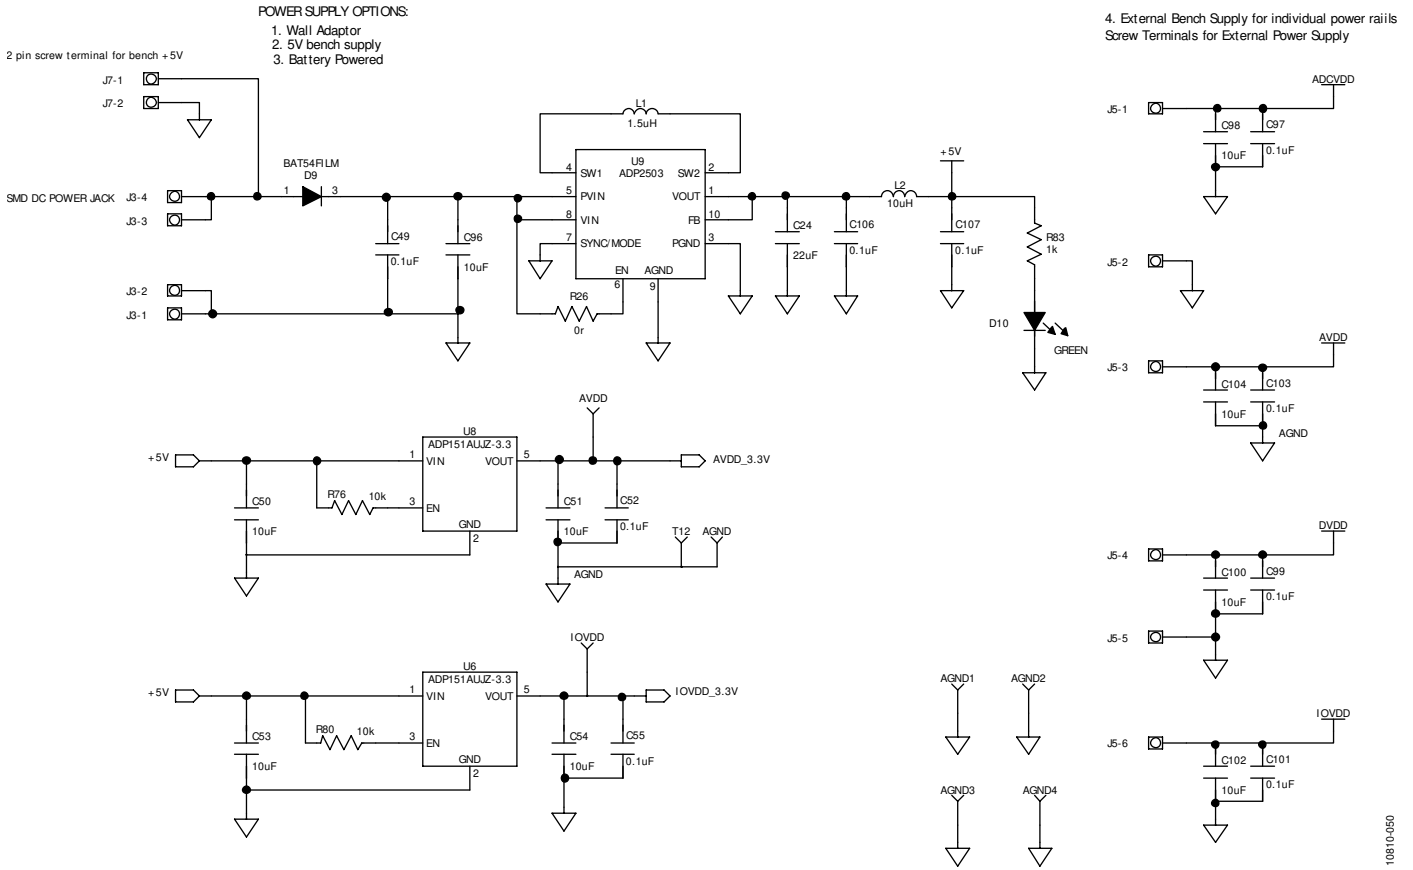 POWER SUPPLY OPTIONS:
1. Wall Adaptor
2. 5V bench supply
3. Battery Powered
4. External Bench Supply for individual power raiils
Screw Terminals for External Power Supply
2 pin screw terminal for bench +5V
J7-1
J7-2
SMD DC POWER JACK
J3-4
J3-3
J3-2
J3-1
BAT54FILM
D9
1
3
C49
0.1uF
C96
10uF
L1
1.5uH
U9
ADP2503
4
SW1
SW2
2
5
PVIN
VOUT
1
8
VIN
FB
10
7
SYNC/MODE
PGND
3
EN
AGND
6
9
R26
0r
C24
22uF
C106
0.1uF
L2
10uH
+5V
C107
0.1uF
R83
1k
D10
GREEN
+5V
C50
10uF
R76
10k
U8
ADP151AUJZ-3.3
1
VIN
VOUT
5
3
EN
GND
2
AVDD
AVDD_3.3V
C51
10uF
C52
0.1uF
T12
AGND
AGND
+5V
C53
10uF
R80
10k
U6
ADP151AUJZ-3.3
1
VIN
VOUT
5
3
EN
GND
2
IOVDD
IOVDD_3.3V
C54
10uF
C55
0.1uF
AGND1
AGND2
AGND3
AGND4
J5-1
ADCVDD
C98
10uF
C97
0.1uF
J5-2
J5-3
AVDD
C104
10uF
C103
0.1uF
AGND
J5-4
DVDD
C100
10uF
C99
0.1uF
J5-5
J5-6
IOVDD
C102
10uF
C101
0.1uF
10810-050